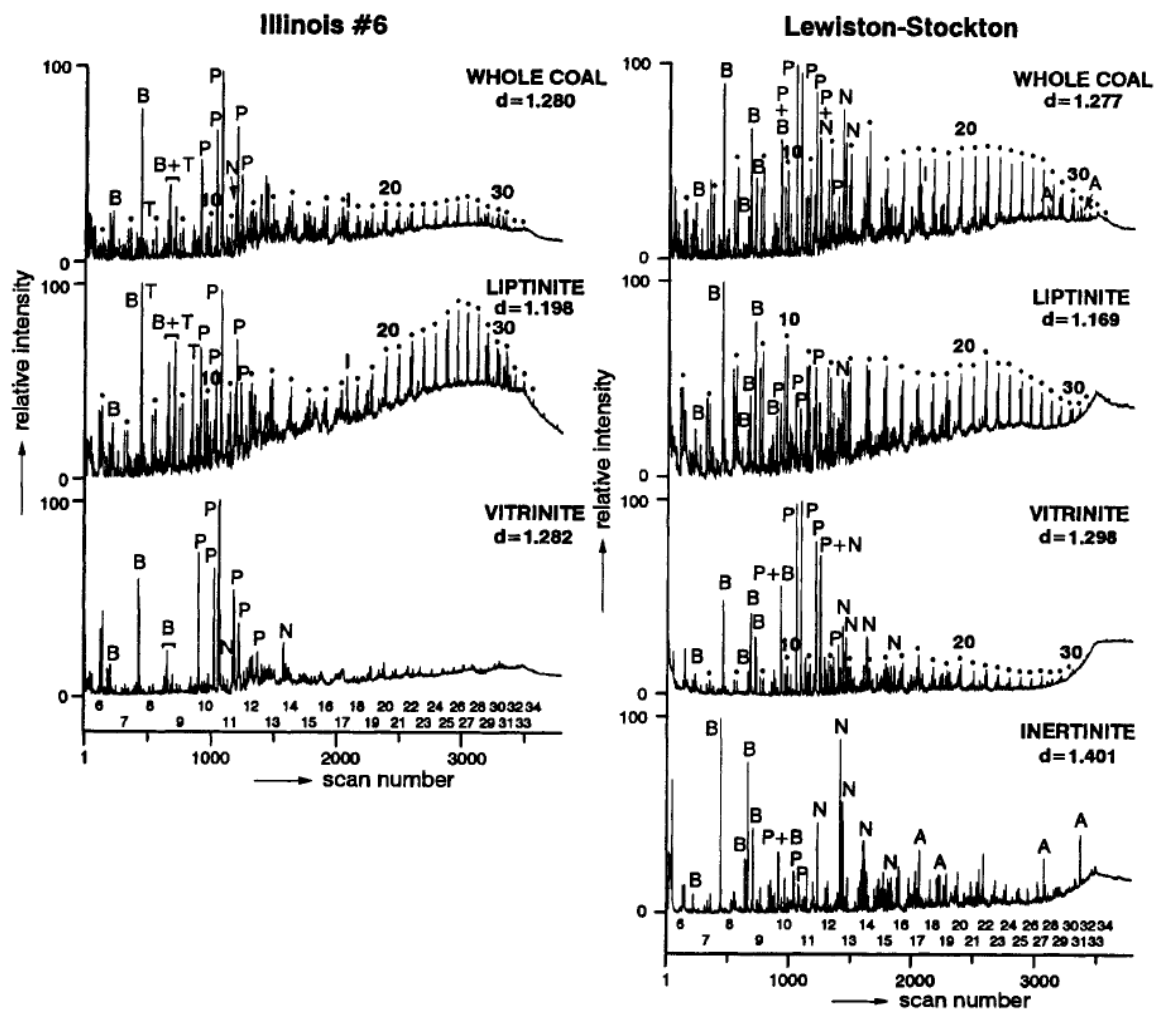 Illinois #6
100
WHOLE COAL
d=1.280
B
P
P
P
P
P
B+T
N
B
T
10
I
20
30
0
100
LIPTINITE
d=1.198
B
T
P
B+T
P
P
P
P
T
10
B
I
20
30
0
100
VITRINITE
d=1.282
B
P
P
P
P
P
B
B
N
N
0
6 8 10 12 14 16 18 20 22 24 26 28 30 32 34
7 9 11 13 15 17 19 21 23 25 27 29 31 33
1 1000 2000 3000
scan number
relative intensity
Lewiston-Stockton
100
WHOLE COAL
d=1.277
B
P
P
P
P
+
B
P
+
N
N
N
B
B
B
10
P
I
20
30
A
A
0
100
LIPTINITE
d=1.169
B
B
10
P
N
P
P
P
B
B
B
20
30
0
100
VITRINITE
d=1.298
P
P
P
P+N
P+B
B
B
B
B
B
N
N
N
N
P
10
20
30
0
100
INERTINITE
d=1.401
B
B
B
B
B
P+B
P
P
N
N
N
N
N
A
A
A
A
0
6 8 10 12 14 16 18 20 22 24 26 28 30 32 34
7 9 11 13 15 17 19 21 23 25 27 29 31 33
1 1000 2000 3000
scan number
relative intensity